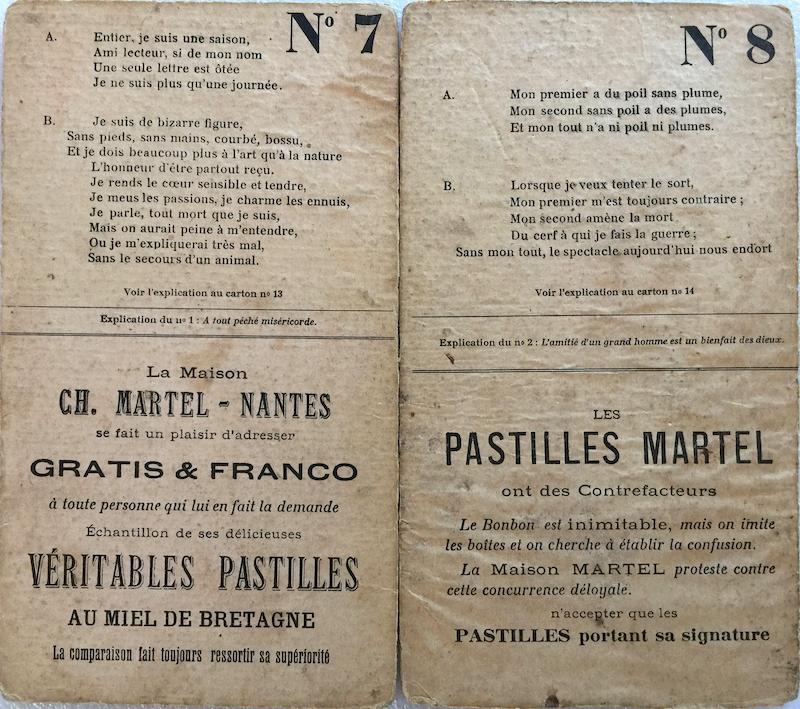 Nº 7
A. Entier, je suis une saison,
Ami lecteur, si de mon nom
Une seule lettre est ôtée
Je ne suis plus qu'une journée.
B. Je suis de bizarre figure,
Sans pieds, sans mains, courbé, bossu,
Et je dois beaucoup plus à l'art qu'à la nature
L'honneur d'être partout reçu.
Je rends le cœur sensible et tendre,
Je meus les passions, je charme les ennuis,
Je parle, tout mort que je suis,
Mais on aurait peine à m'entendre,
Ou je m'expliquerai très mal,
Sans le secours d'un animal.
Voir l'explication au carton nº 13
Explication du nº 1 : A tout péché miséricorde.
La Maison
CH. MARTEL - NANTES
se fait un plaisir d'adresser
GRATIS & FRANCO
à toute personne qui lui en fait la demande
Échantillon de ses délicieuses
VÉRITABLES PASTILLES
AU MIEL DE BRETAGNE
La comparaison fait toujours ressortir sa supériorité
Nº 8
A. Mon premier a du poil sans plume,
Mon second sans poil a des plumes,
Et mon tout n'a ni poil ni plumes.
B. Lorsque je veux tenter le sort,
Mon premier m'est toujours contraire ;
Mon second amène la mort
Du cerf à qui je fais la guerre ;
Sans mon tout, le spectacle aujourd'hui nous endort
Voir l'explication au carton nº 14
Explication du nº 2 : L'amitié d'un grand homme est un bienfait des dieux.
LES
PASTILLES MARTEL
ont des Contrefacteurs
Le Bonbon est inimitable, mais on imite
les boîtes et on cherche à établir la confusion.
La Maison MARTEL proteste contre
cette concurrence déloyale.
n'accepter que les
PASTILLES portant sa signature